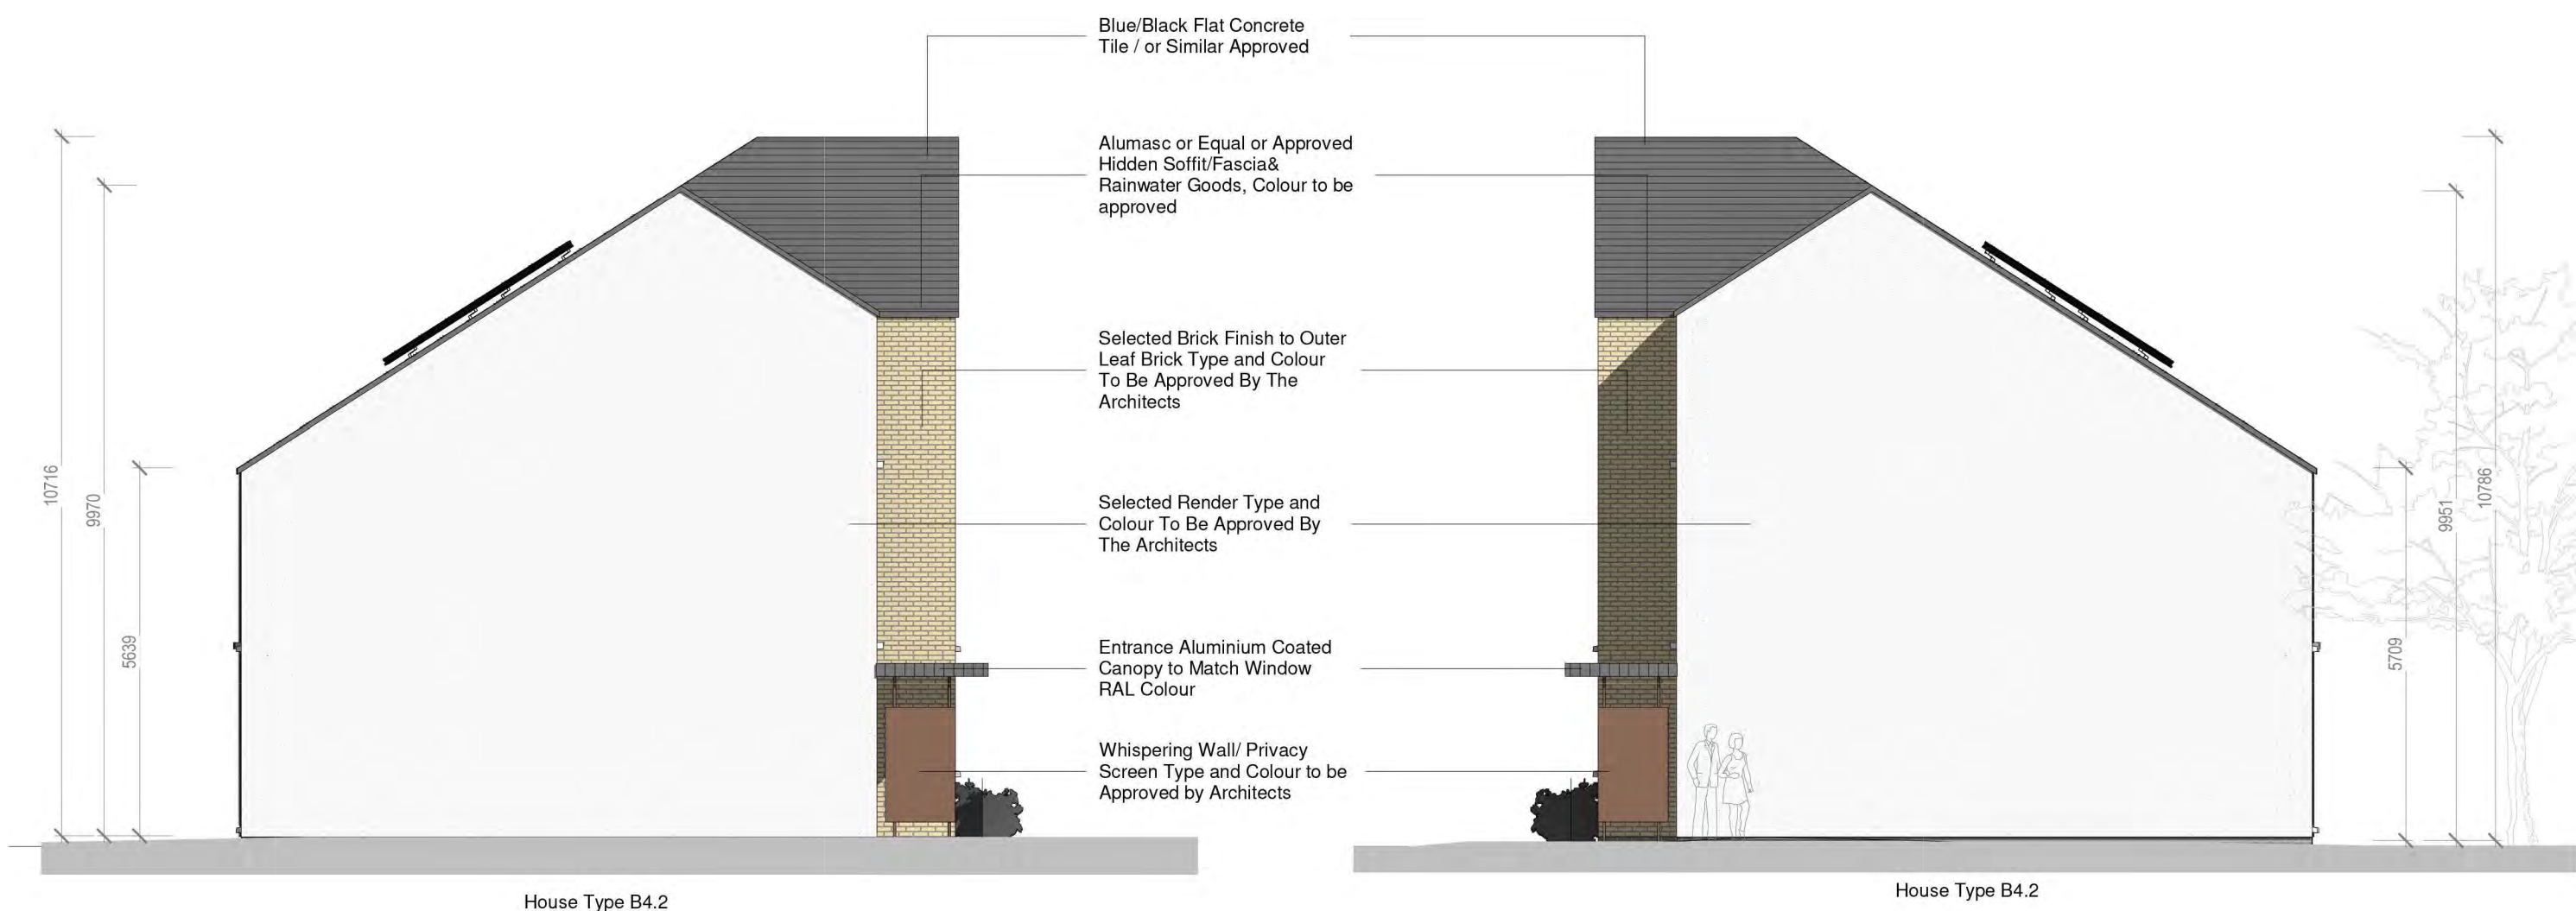 Blue/Black Flat Concrete
Tile / or Similar Approved
Alumasc or Equal or Approved
Hidden Soffit/Fascia&
Rainwater Goods, Colour to be
approved
Selected Brick Finish to Outer
Leaf Brick Type and Colour
To Be Approved By The
Architects
Selected Render Type and
Colour To Be Approved By
The Architects
Entrance Aluminium Coated
Canopy to Match Window
RAL Colour
Whispering Wall/ Privacy
Screen Type and Colour to be
Approved by Architects
10716
9970
5639
5709
9951
10786
House Type B4.2
House Type B4.2